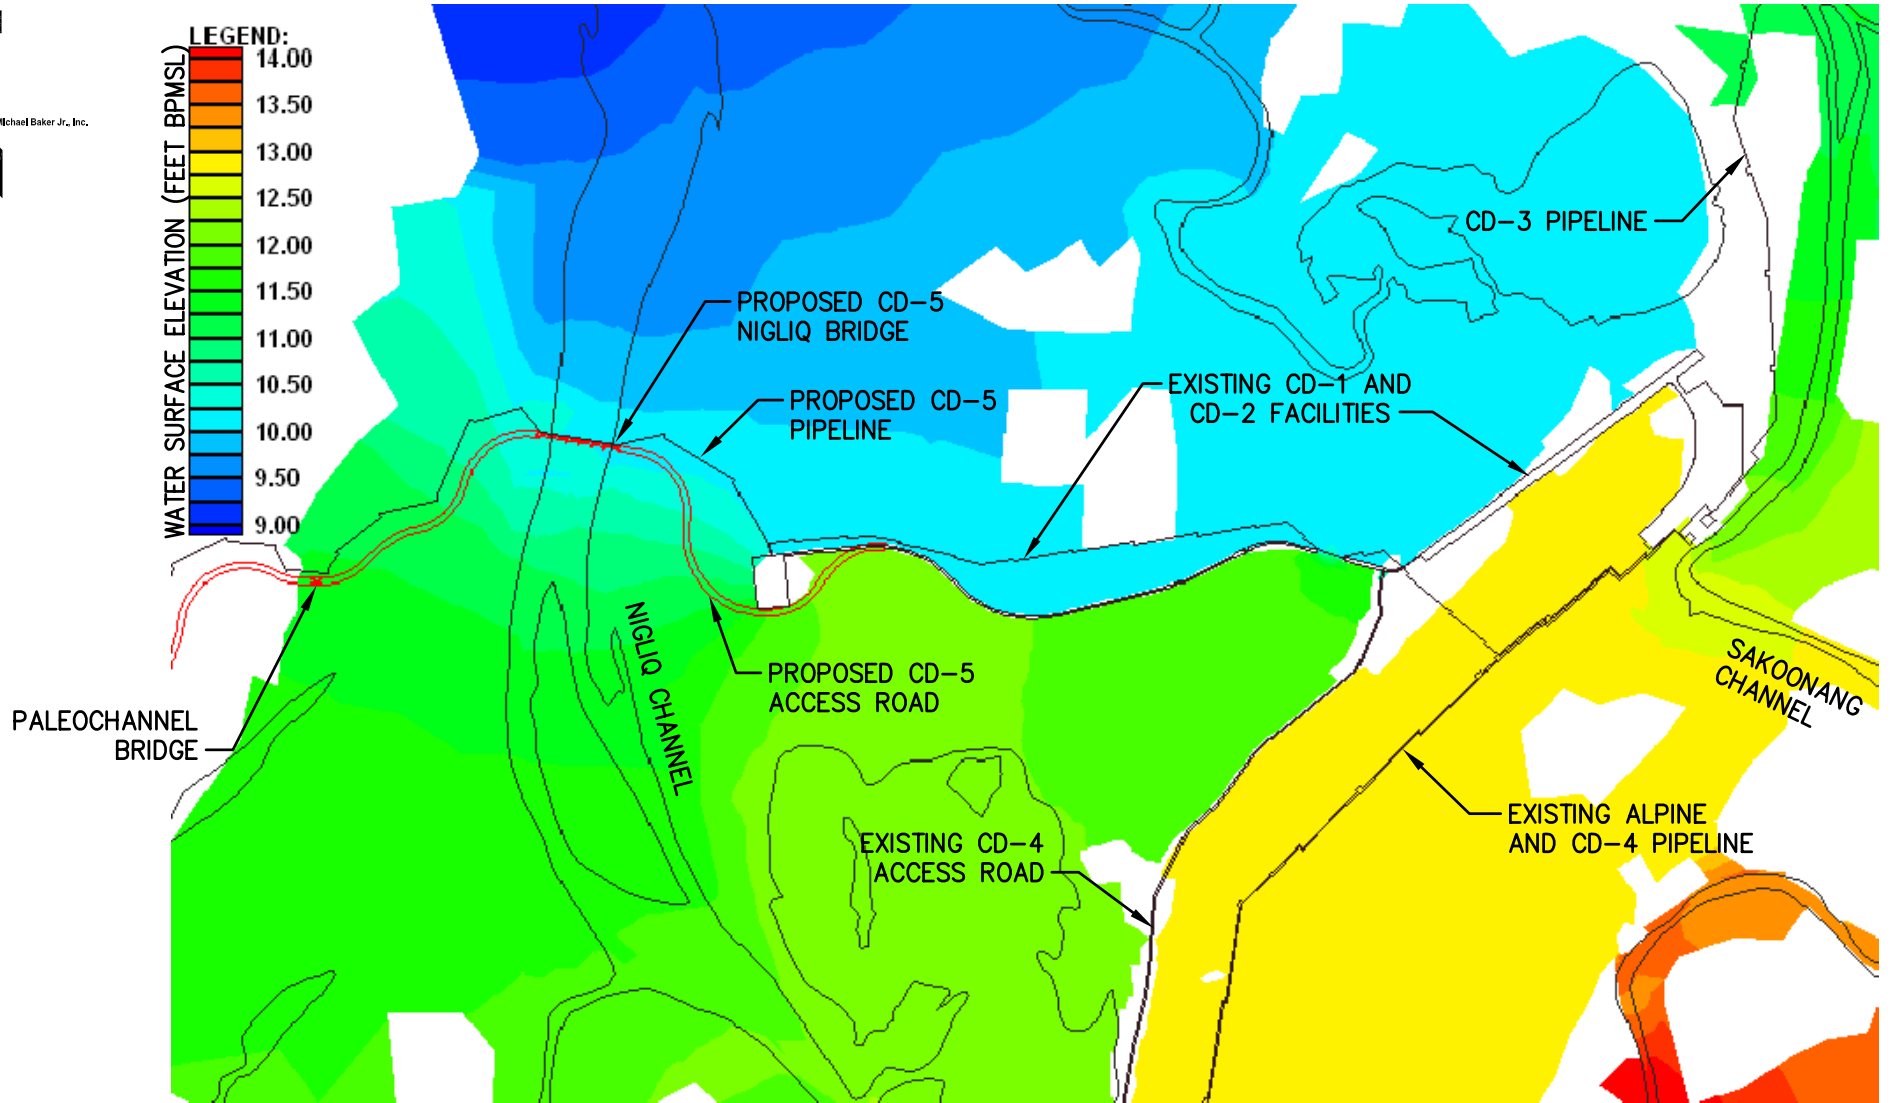 LEGEND:
WATER SURFACE ELEVATION (FEET BPMSL)
14.00
13.50
13.00
12.50
12.00
11.50
11.00
10.50
10.00
9.50
9.00
Michael Baker Jr., Inc.
CD-3 PIPELINE
PROPOSED CD-5
NIGLIQ BRIDGE
PROPOSED CD-5
PIPELINE
EXISTING CD-1 AND
CD-2 FACILITIES
NIGLIQ CHANNEL
PROPOSED CD-5
ACCESS ROAD
SAKOONANG
CHANNEL
PALEOCHANNEL
BRIDGE
EXISTING CD-4
ACCESS ROAD
EXISTING ALPINE
AND CD-4 PIPELINE